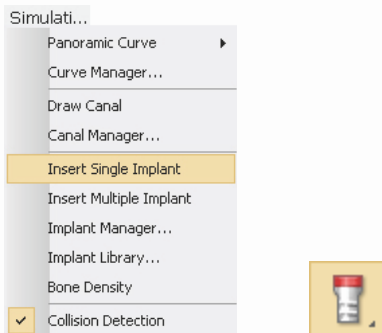 Simulati...
Panoramic Curve
Curve Manager...
Draw Canal
Canal Manager...
Insert Single Implant
Insert Multiple Implant
Implant Manager...
Implant Library...
Bone Density
Collision Detection